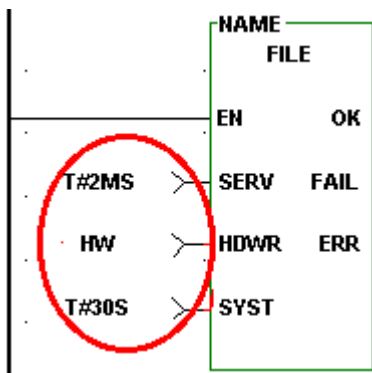 NAME
FILE
EN OK
T#2MS SERV FAIL
HW HDWR ERR
T#30S SYST